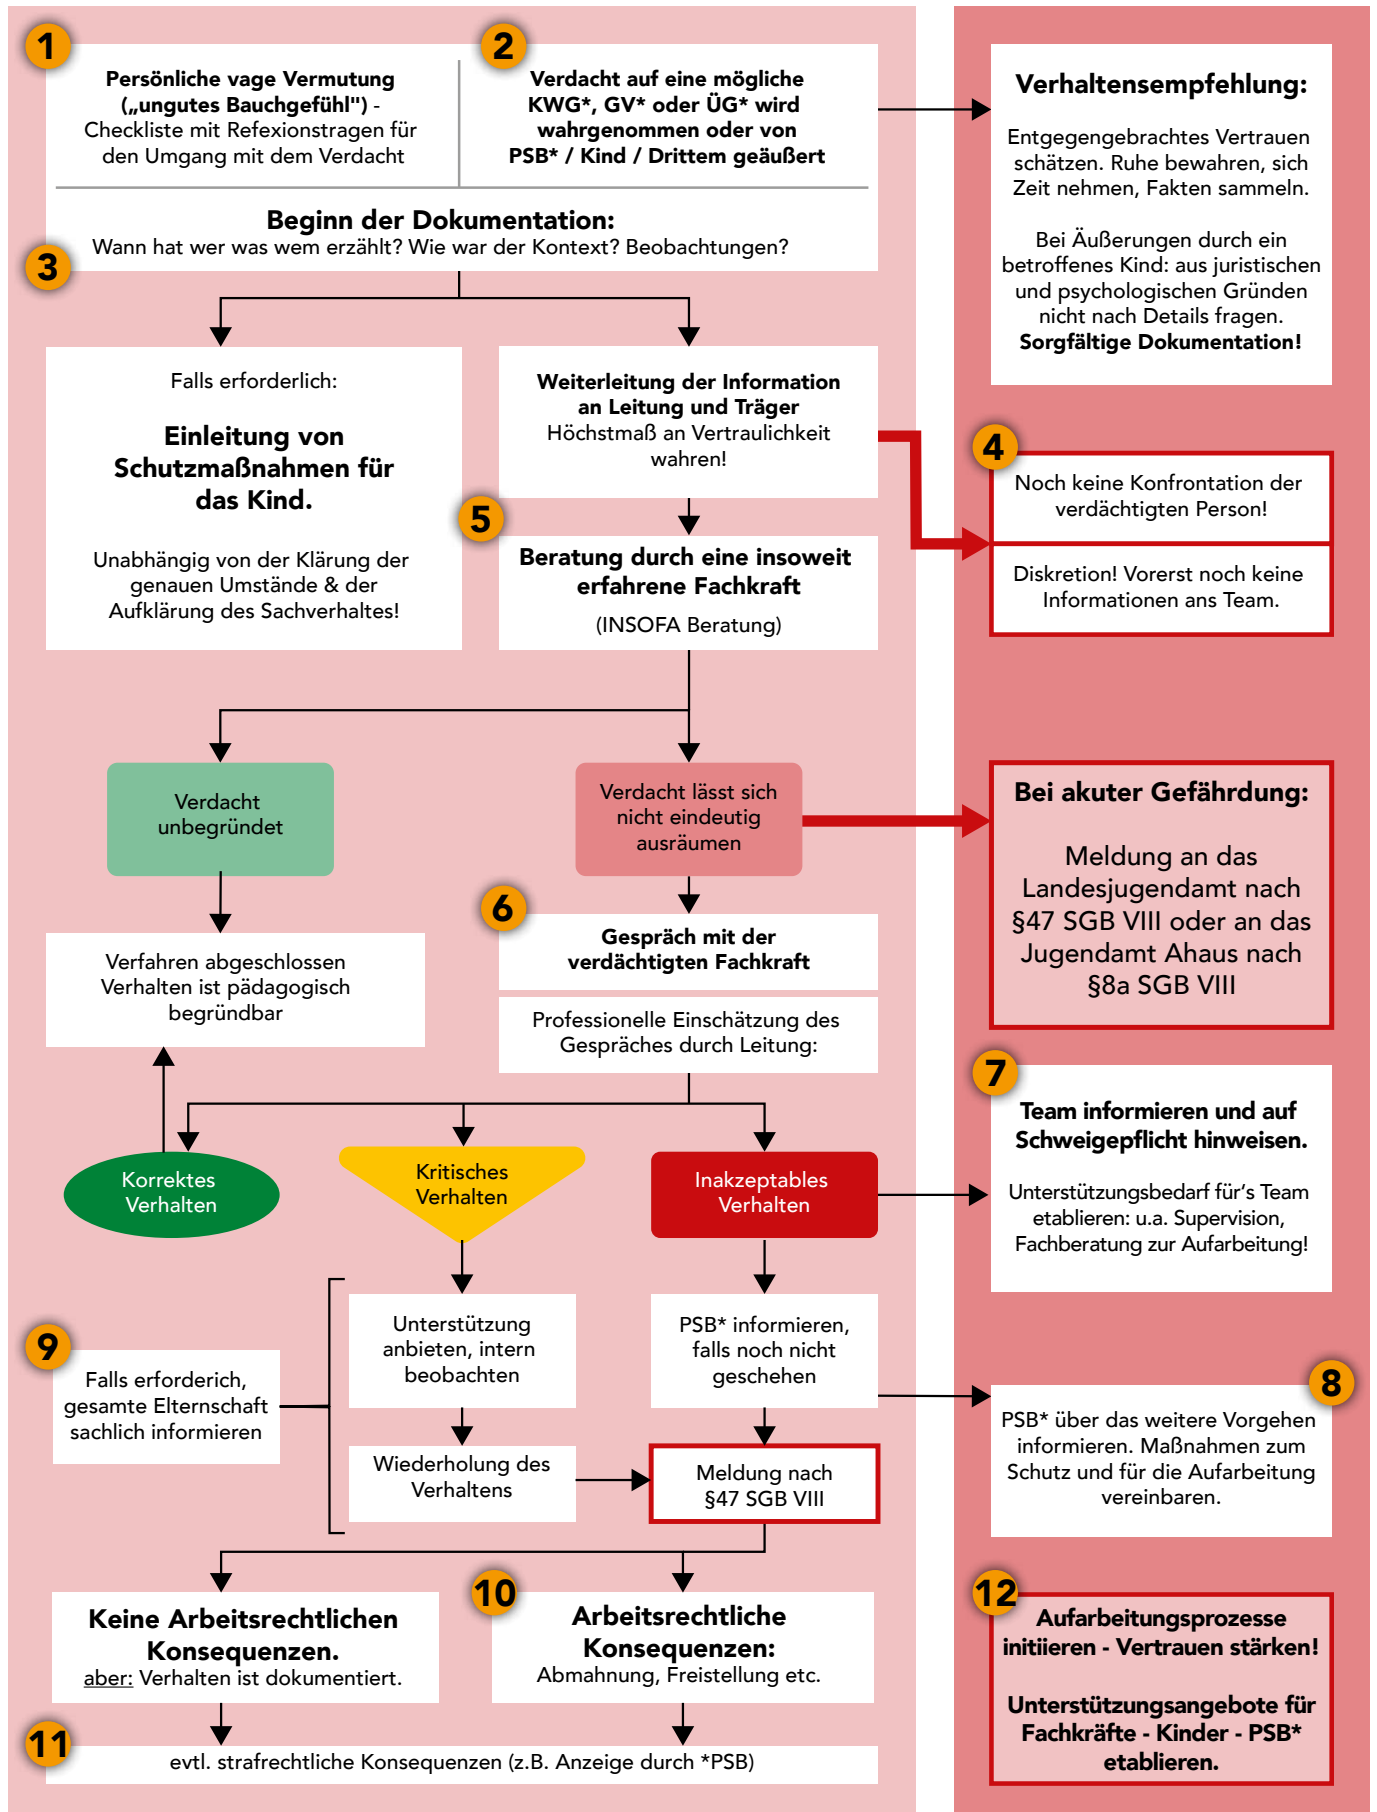 1
Persönliche vage Vermutung
(„ungutes Bauchgefühl") -
Checkliste mit Refexionstragen für
den Umgang mit dem Verdacht
2
Verdacht auf eine mögliche
KWG*, GV* oder ÜG* wird
wahrgenommen oder von
PSB* / Kind / Drittem geäußert
Verhaltensempfehlung:
Entgegengebrachtes Vertrauen
schätzen. Ruhe bewahren, sich
Zeit nehmen, Fakten sammeln.
Bei Äußerungen durch ein
betroffenes Kind: aus juristischen
und psychologischen Gründen
nicht nach Details fragen.
Sorgfältige Dokumentation!
3
Beginn der Dokumentation:
Wann hat wer was wem erzählt? Wie war der Kontext? Beobachtungen?
Falls erforderlich:
Einleitung von
Schutzmaßnahmen für
das Kind.
Unabhängig von der Klärung der
genauen Umstände & der
Aufklärung des Sachverhaltes!
Weiterleitung der Information
an Leitung und Träger
Höchstmaß an Vertraulichkeit
wahren!
4
Noch keine Konfrontation der
verdächtigten Person!
Diskretion! Vorerst noch keine
Informationen ans Team.
5
Beratung durch eine insoweit
erfahrene Fachkraft
(INSOFA Beratung)
Verdacht
unbegründet
Verdacht lässt sich
nicht eindeutig
ausräumen
Bei akuter Gefährdung:
Meldung an das
Landesjugendamt nach
§47 SGB VIII oder an das
Jugendamt Ahaus nach
§8a SGB VIII
Verfahren abgeschlossen
Verhalten ist pädagogisch
begründbar
6
Gespräch mit der
verdächtigten Fachkraft
Professionelle Einschätzung des
Gespräches durch Leitung:
7
Team informieren und auf
Schweigepflicht hinweisen.
Unterstützungsbedarf für‘s Team
etablieren: u.a. Supervision,
Fachberatung zur Aufarbeitung!
Korrektes
Verhalten
Kritisches
Verhalten
Inakzeptables
Verhalten
9
Falls erforderich,
gesamte Elternschaft
sachlich informieren
Unterstützung
anbieten, intern
beobachten
PSB* informieren,
falls noch nicht
geschehen
8
PSB* über das weitere Vorgehen
informieren. Maßnahmen zum
Schutz und für die Aufarbeitung
vereinbaren.
Wiederholung des
Verhaltens
Meldung nach
§47 SGB VIII
Keine Arbeitsrechtlichen
Konsequenzen.
aber: Verhalten ist dokumentiert.
10
Arbeitsrechtliche
Konsequenzen:
Abmahnung, Freistellung etc.
12
Aufarbeitungsprozesse
initiieren - Vertrauen stärken!
Unterstützungsangebote für
Fachkräfte - Kinder - PSB*
etablieren.
11
evtl. strafrechtliche Konsequenzen (z.B. Anzeige durch *PSB)